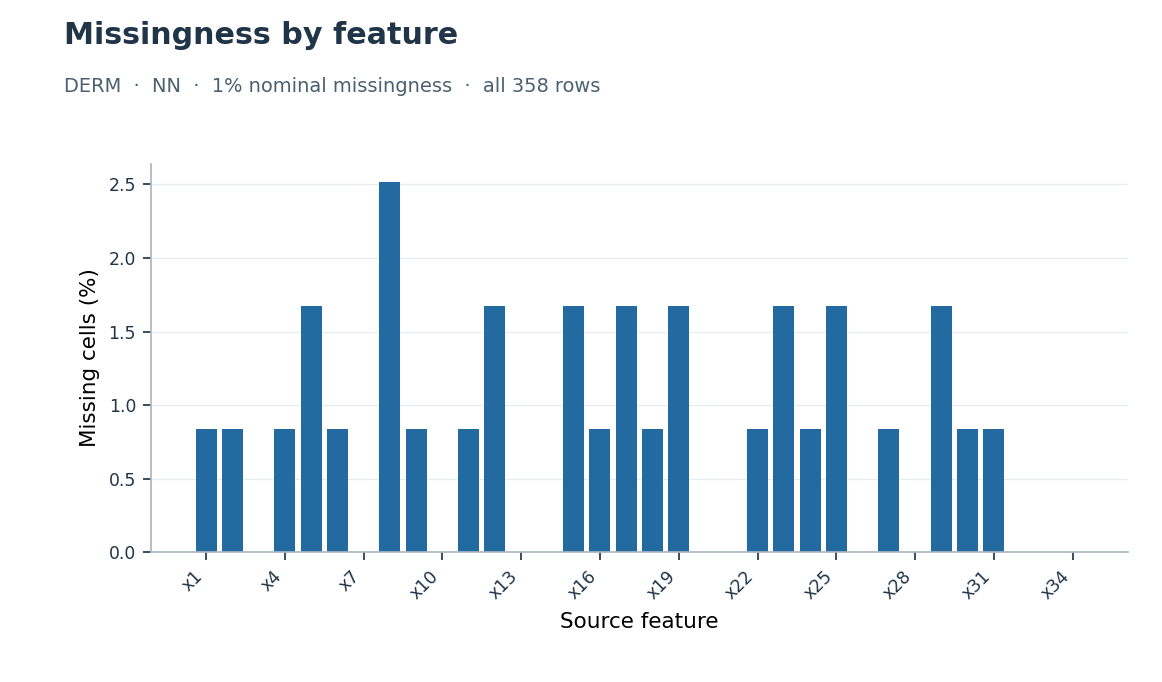 Missingness by feature
DERM · NN · 1% nominal missingness · all 358 rows
2.5
2.0
1.5
1.0
0.5
0.0
Missing cells (%)
x1 x4 x7 x10 x13 x16 x19 x22 x25 x28 x31 x34
Source feature